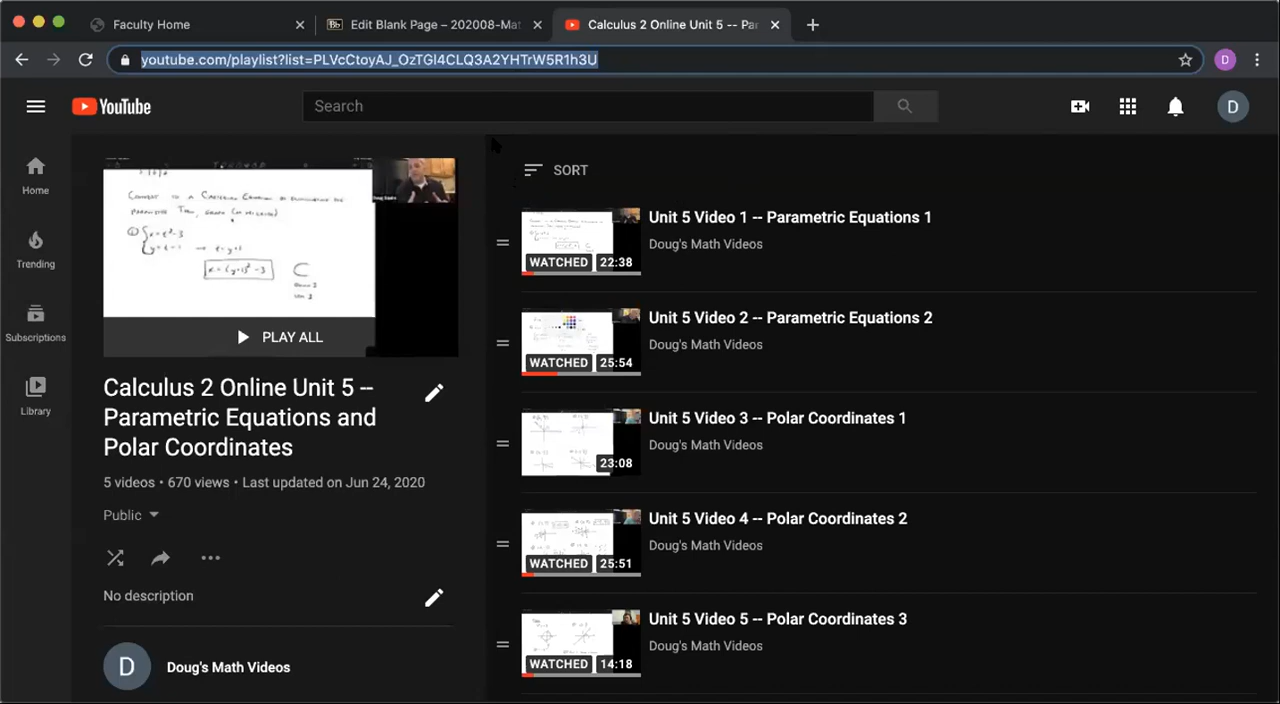 Faculty Home
Edit Blank Page – 202008-Mat
Calculus 2 Online Unit 5 -- Par
youtube.com/playlist?list=PLVcCtoyAJ_OzTGl4CLQ3A2YHTrW5R1h3U
D
YouTube
Search
D
Home
Trending
Subscriptions
Library
PLAY ALL
Calculus 2 Online Unit 5 --
Parametric Equations and
Polar Coordinates
5 videos • 670 views • Last updated on Jun 24, 2020
Public
No description
D
Doug's Math Videos
SORT
Unit 5 Video 1 -- Parametric Equations 1
Doug's Math Videos
WATCHED 22:38
Unit 5 Video 2 -- Parametric Equations 2
Doug's Math Videos
WATCHED 25:54
Unit 5 Video 3 -- Polar Coordinates 1
Doug's Math Videos
23:08
Unit 5 Video 4 -- Polar Coordinates 2
Doug's Math Videos
WATCHED 25:51
Unit 5 Video 5 -- Polar Coordinates 3
Doug's Math Videos
WATCHED 14:18